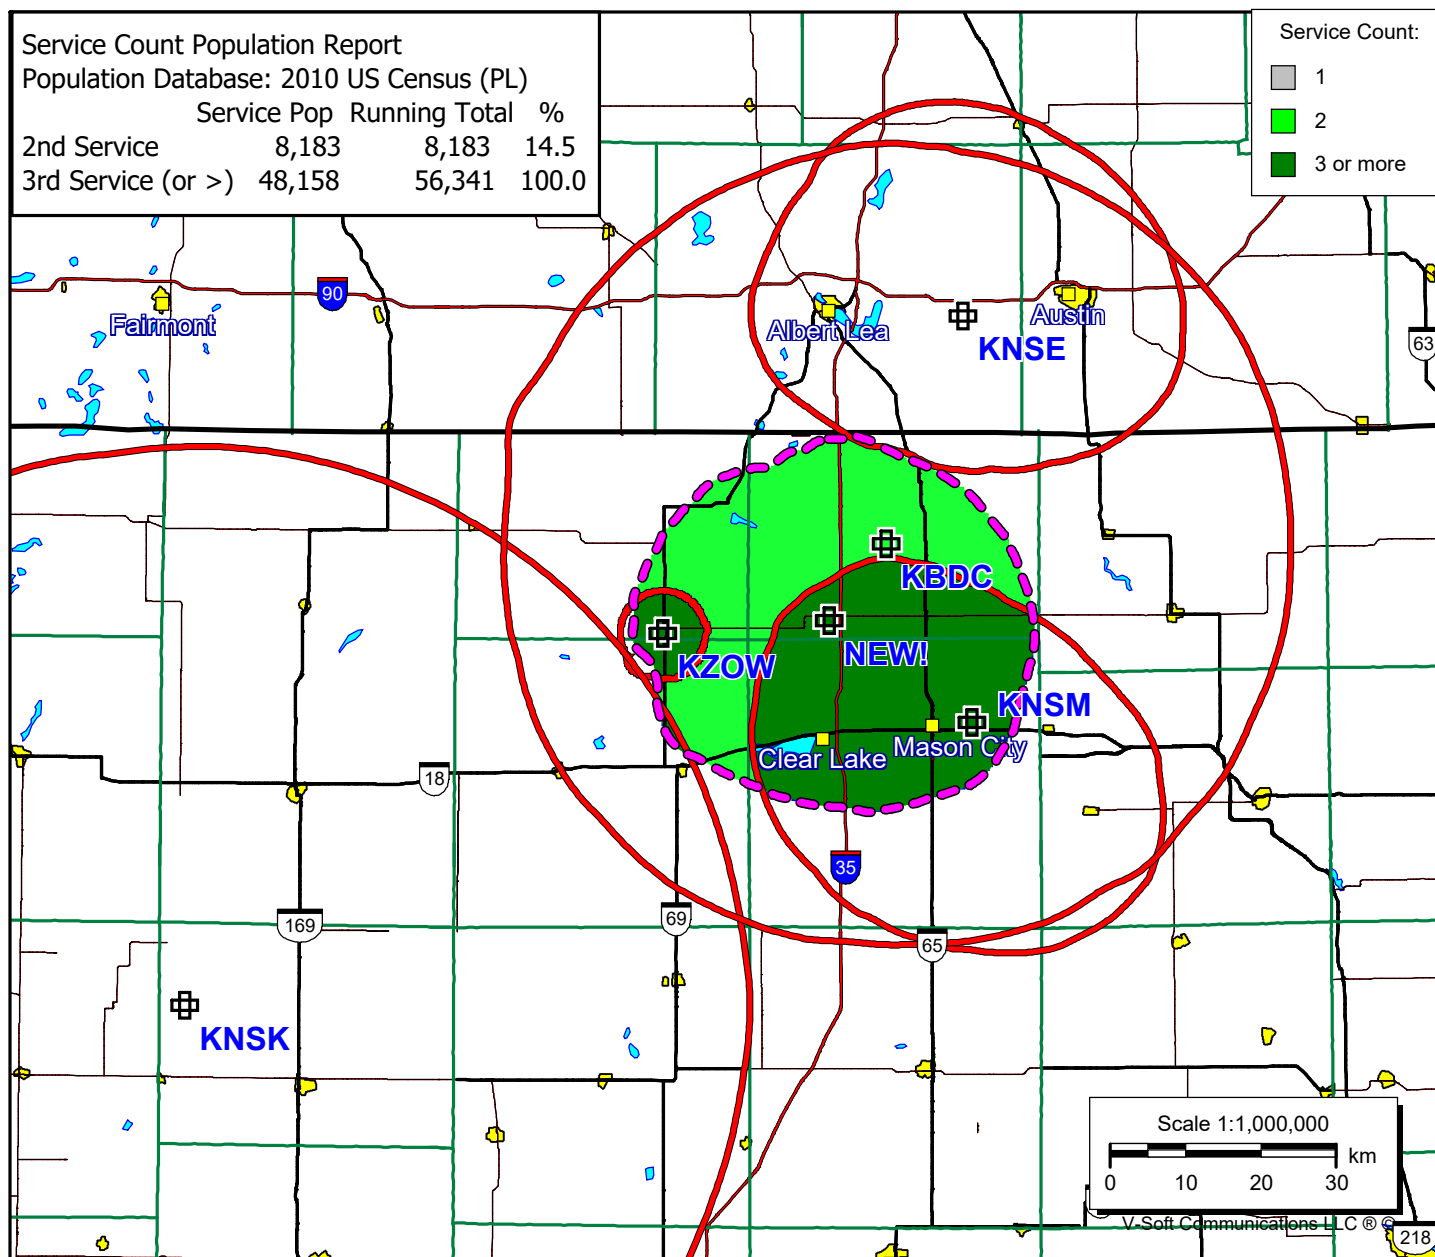 Service Count Population Report
Population Database: 2010 US Census (PL)
Service Pop Running Total %
2nd Service 8,183 8,183 14.5
3rd Service (or >) 48,158 56,341 100.0
Service Count:
1
2
3 or more
90
Fairmont
Albert Lea
Austin
KNSE
63
KBDC
KZOW
NEW!
KNSM
Mason City
Clear Lake
18
35
169
69
65
KNSK
Scale 1:1,000,000
km
0 10 20 30
V-Soft Communications LLC ® ©
218